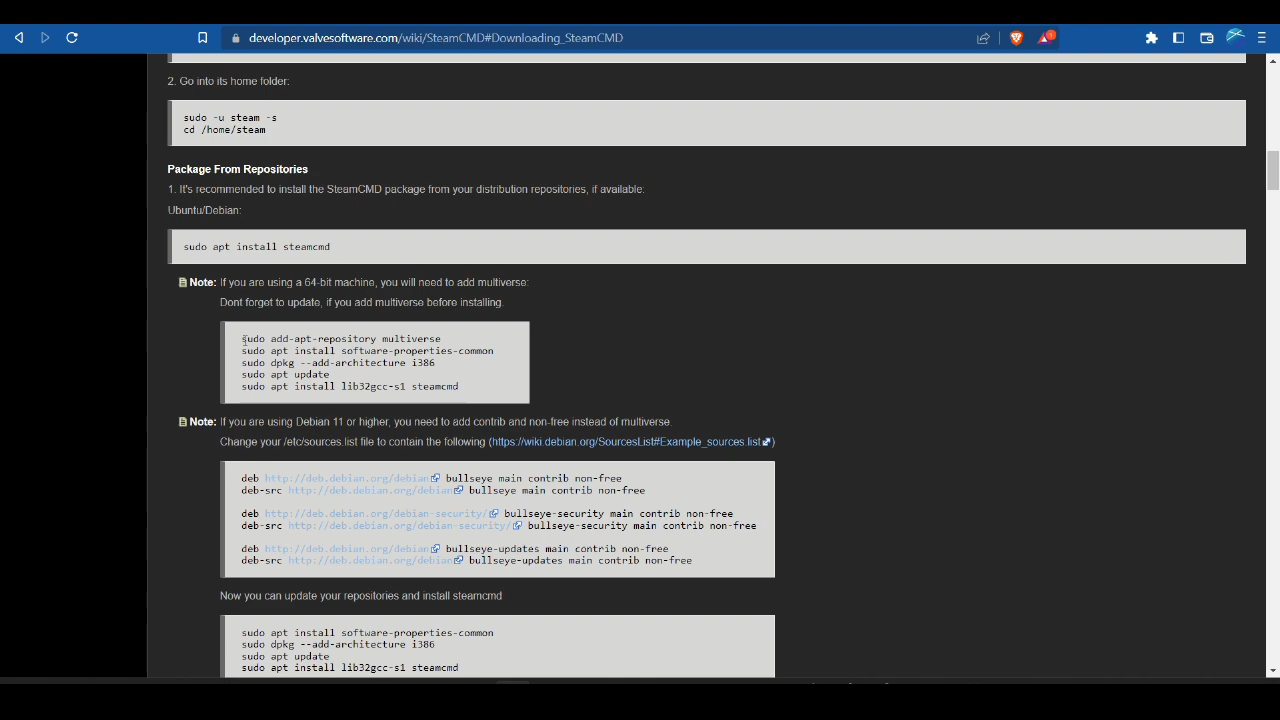 developer.valvesoftware.com/wiki/SteamCMD#Downloading_SteamCMD
2. Go into its home folder:
sudo -u steam -s
cd /home/steam
Package From Repositories
1. It's recommended to install the SteamCMD package from your distribution repositories, if available:
Ubuntu/Debian:
sudo apt install steamcmd
Note: If you are using a 64-bit machine, you will need to add multiverse:
Dont forget to update, if you add multiverse before installing.
sudo add-apt-repository multiverse
sudo apt install software-properties-common
sudo dpkg --add-architecture i386
sudo apt update
sudo apt install lib32gcc-s1 steamcmd
Note: If you are using Debian 11 or higher, you need to add contrib and non-free instead of multiverse.
Change your /etc/sources.list file to contain the following (https://wiki.debian.org/SourcesList#Example_sources.list)
deb http://deb.debian.org/debian bullseye main contrib non-free
deb-src http://deb.debian.org/debian bullseye main contrib non-free
deb http://deb.debian.org/debian-security/ bullseye-security main contrib non-free
deb-src http://deb.debian.org/debian-security/ bullseye-security main contrib non-free
deb http://deb.debian.org/debian bullseye-updates main contrib non-free
deb-src http://deb.debian.org/debian bullseye-updates main contrib non-free
Now you can update your repositories and install steamcmd
sudo apt install software-properties-common
sudo dpkg --add-architecture i386
sudo apt update
sudo apt install lib32gcc-s1 steamcmd